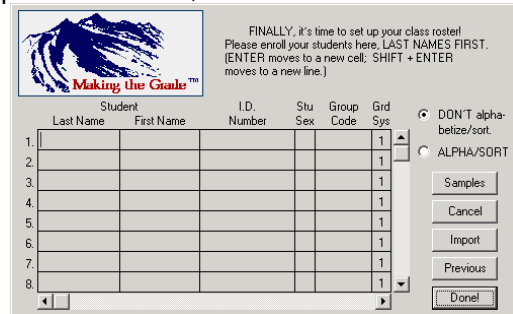 FINALLY, it's time to set up your class roster!
Please enroll your students here, LAST NAMES FIRST.
(ENTER moves to a new cell; SHIFT + ENTER
moves to a new line.)
Making the Grade™
Student I.D. Stu Group Grd
Last Name First Name Number Sex Code Sys
DON'T alpha-
betize/sort.
ALPHA/SORT
1. 1
2. 1
3. 1
4. 1
5. 1
6. 1
7. 1
8. 1
Samples
Cancel
Import
Previous
Done!